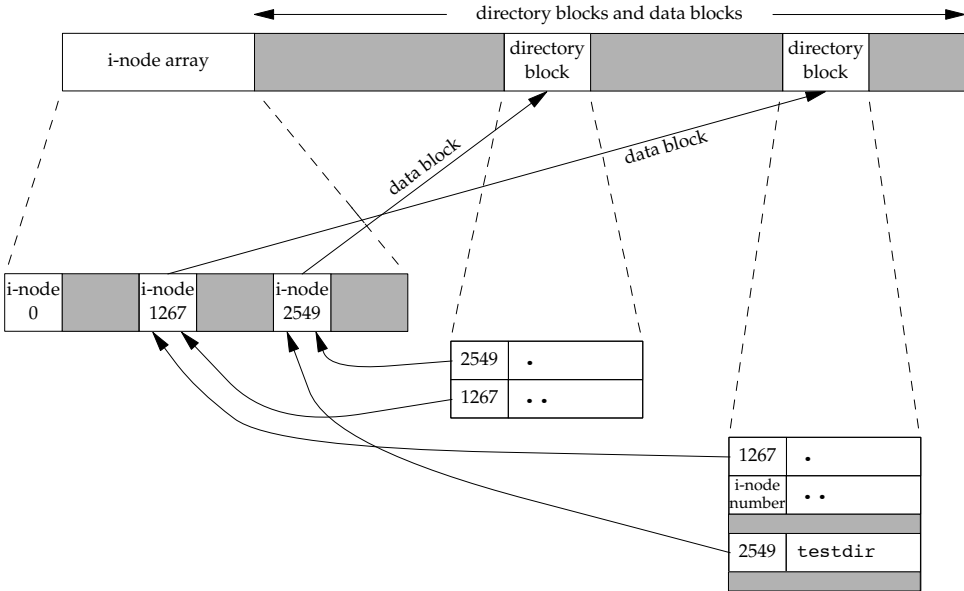 directory blocks and data blocks
i-node array
directory
block
directory
block
data block
data block
i-node
0
i-node
1267
i-node
2549
2549 .
1267 ..
1267 .
i-node
number ..
2549 testdir